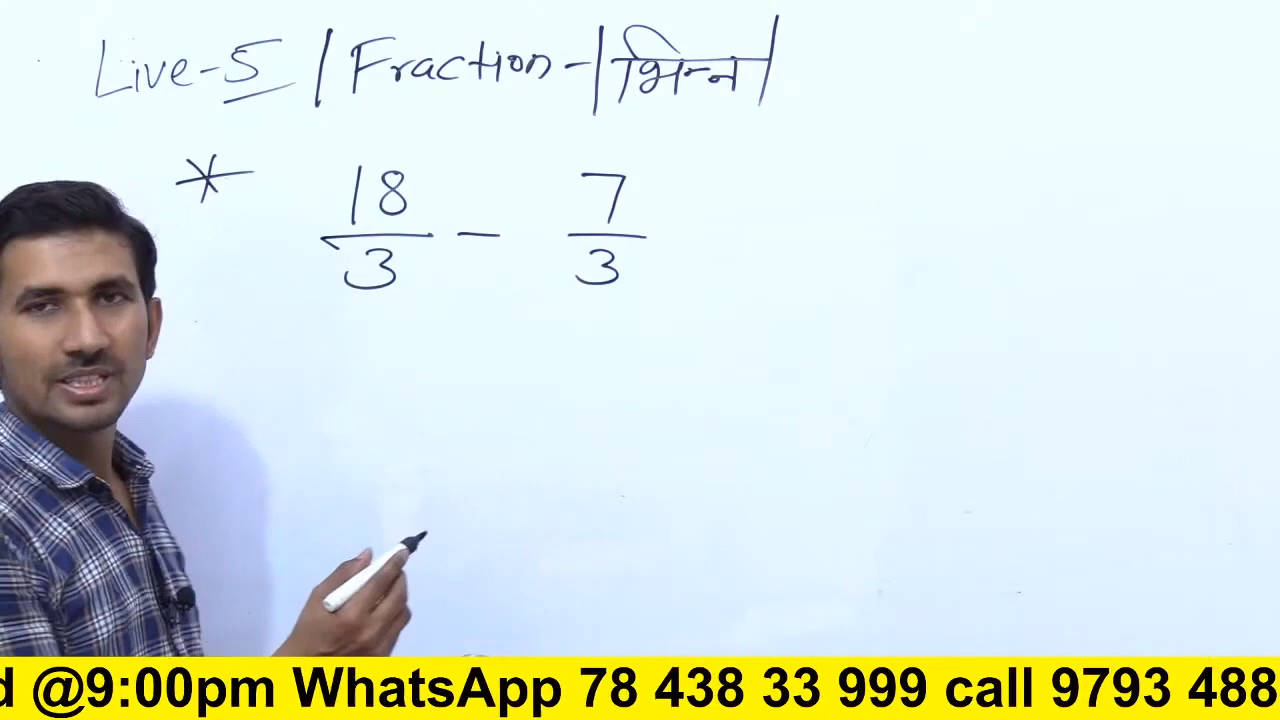 Live-5 / Fraction - / भिन्न /
* 18/3 - 7/3
d @9:00pm WhatsApp 78 438 33 999 call 9793 488